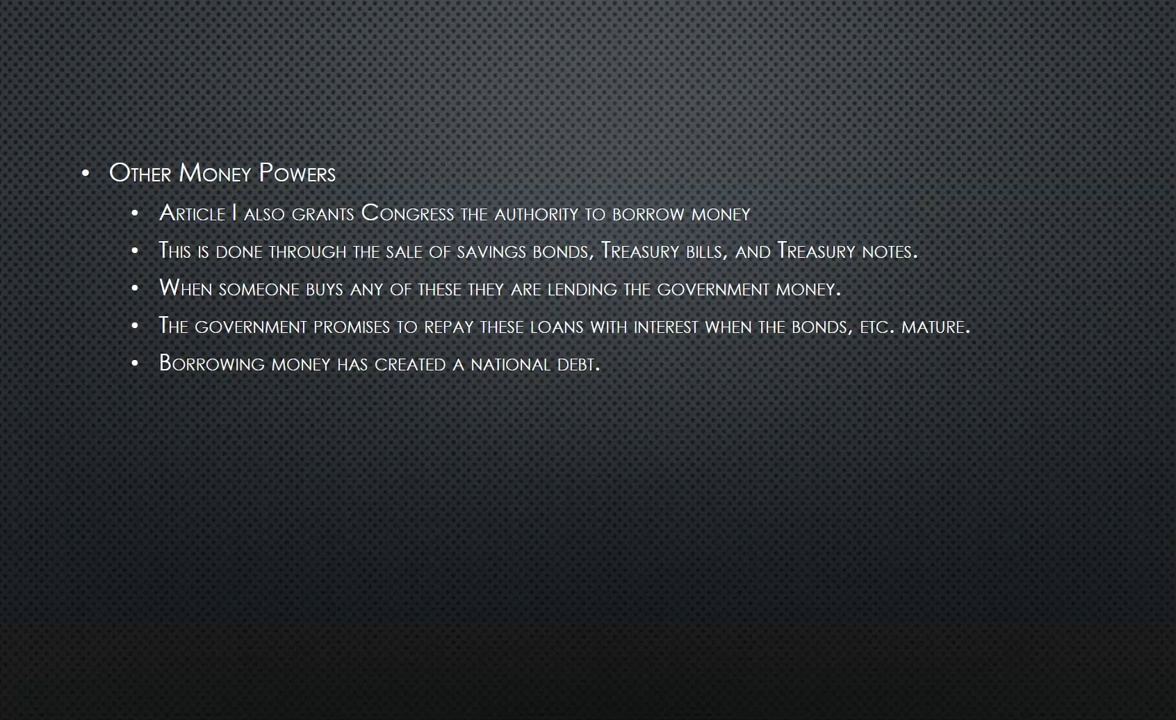 • Other Money Powers
• Article I also grants Congress the authority to borrow money
• This is done through the sale of savings bonds, Treasury bills, and Treasury notes.
• When someone buys any of these they are lending the government money.
• The government promises to repay these loans with interest when the bonds, etc. mature.
• Borrowing money has created a national debt.